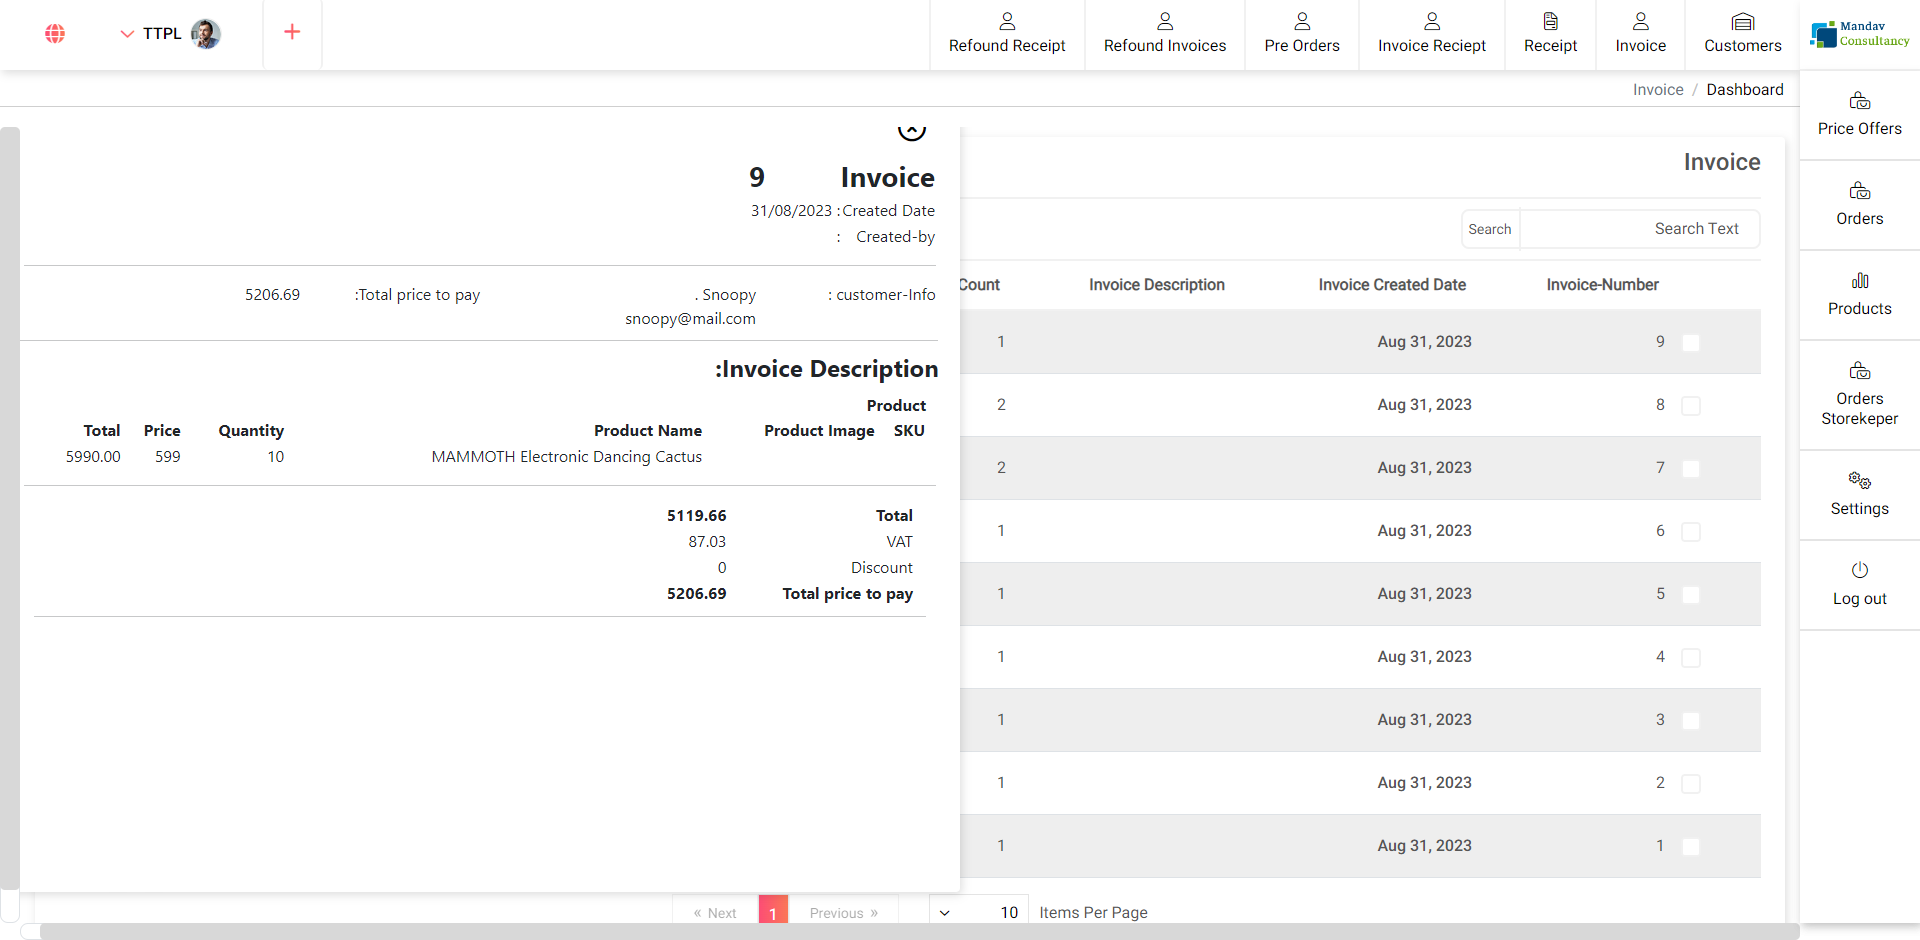 TTPL
+
Refound Receipt
Refound Invoices
Pre Orders
Invoice Reciept
Receipt
Invoice
Customers
Mandav
Consultancy
Invoice / Dashboard
Price Offers
Orders
Products
Orders
Storekeper
Settings
Log out
9 Invoice
31/08/2023 : Created Date
: Created-by
5206.69 :Total price to pay . Snoopy : customer-Info
snoopy@mail.com
:Invoice Description
Product
Total Price Quantity Product Name Product Image SKU
5990.00 599 10 MAMMOTH Electronic Dancing Cactus
5119.66 Total
87.03 VAT
0 Discount
5206.69 Total price to pay
Invoice
Search Search Text
Count Invoice Description Invoice Created Date Invoice-Number
1 Aug 31, 2023 9
2 Aug 31, 2023 8
2 Aug 31, 2023 7
1 Aug 31, 2023 6
1 Aug 31, 2023 5
1 Aug 31, 2023 4
1 Aug 31, 2023 3
1 Aug 31, 2023 2
1 Aug 31, 2023 1
« Next 1 Previous » 10 Items Per Page